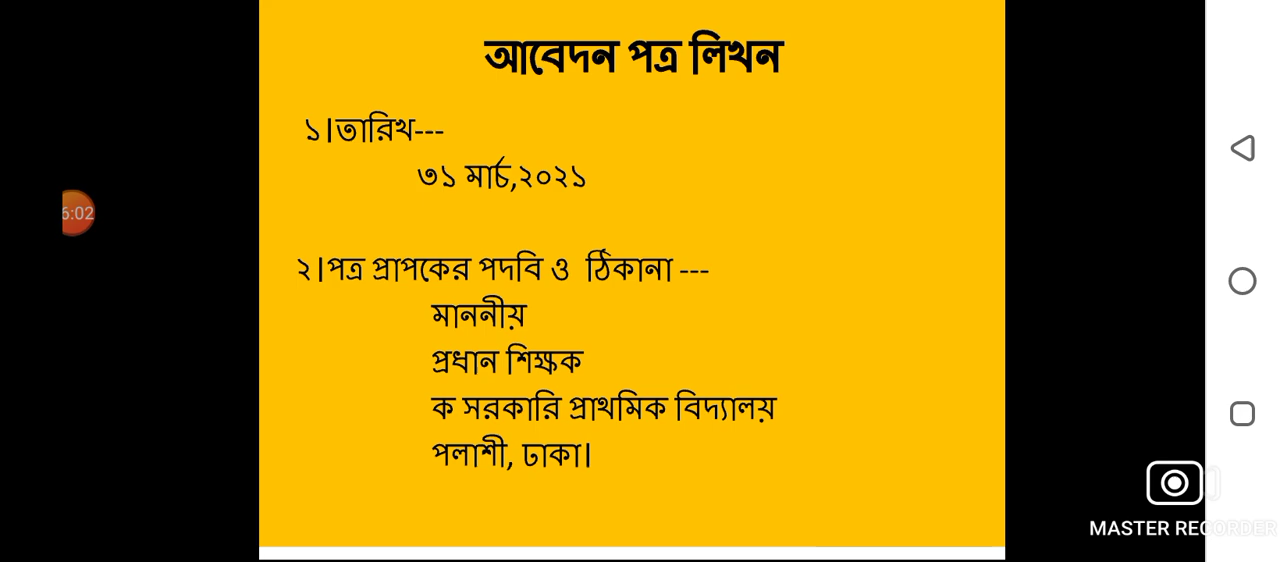 আবেদন পত্র লিখন
১।তারিখ---
৩১ মার্চ,২০২১
২।পত্র প্রাপকের পদবি ও ঠিকানা ---
মাননীয়
প্রধান শিক্ষক
ক সরকারি প্রাথমিক বিদ্যালয়
পলাশী, ঢাকা।
6:02
MASTER RECORDER